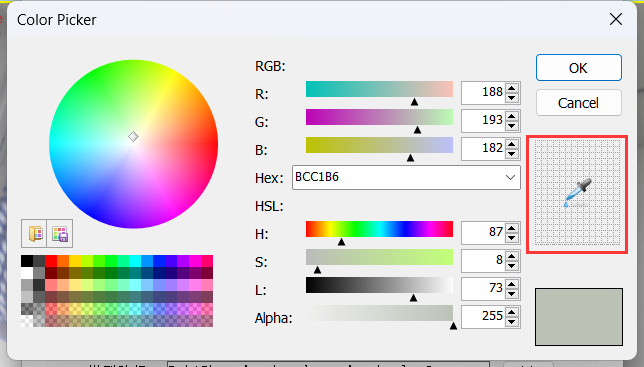 Color Picker
RGB:
R: 188
G: 193
B: 182
Hex: BCC1B6
HSL:
H: 87
S: 8
L: 73
Alpha: 255
OK
Cancel